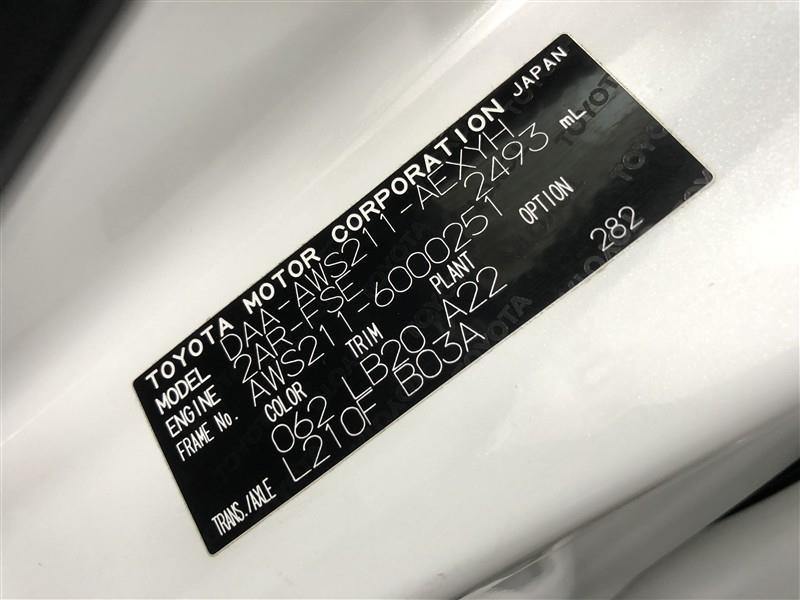 TOYOTA MOTOR CORPORATION JAPAN
MODEL DAA-AWS211-AEXYH
ENGINE 2AR-FSE 2493 mL
FRAME No. AWS211-6000251
COLOR TRIM PLANT OPTION
062 LB20 A22 282
TRANS./AXLE L210F B03A